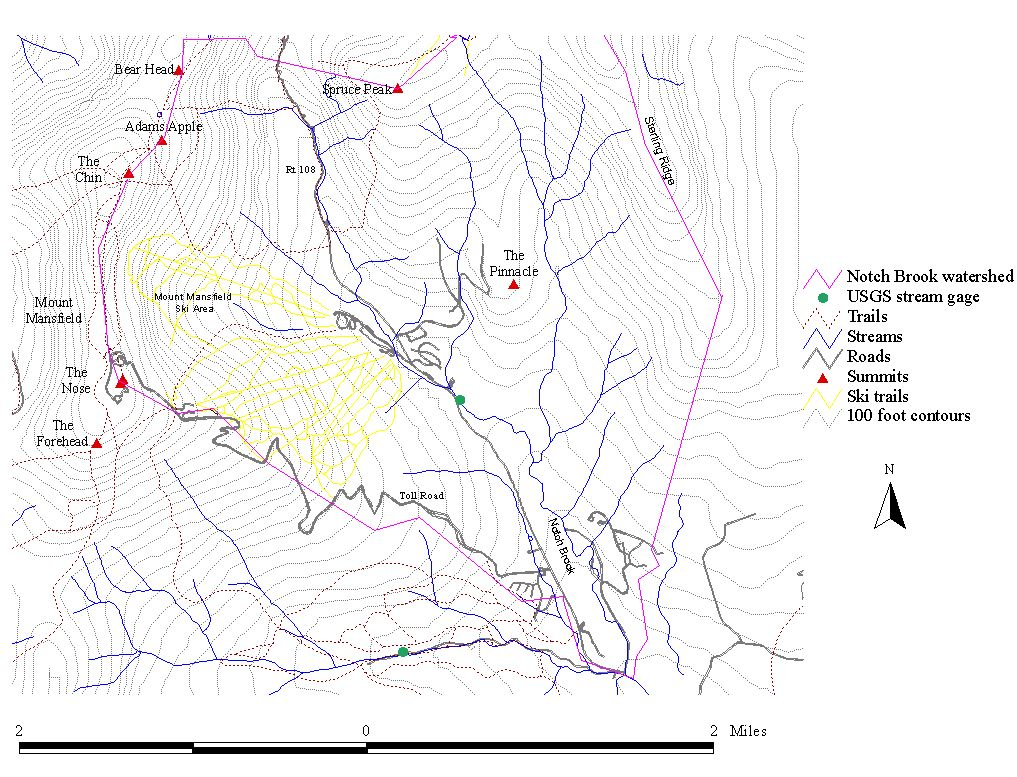 Bear Head
Spruce Peak
Adams Apple
The
Chin
Rt 108
Sterling Ridge
The
Pinnacle
Mount Mansfield
Ski Area
Mount
Mansfield
The
Nose
The
Forehead
Toll Road
Notch Brook
Notch Brook watershed
USGS stream gage
Trails
Streams
Roads
Summits
Ski trails
100 foot contours
N
2 0 2 Miles